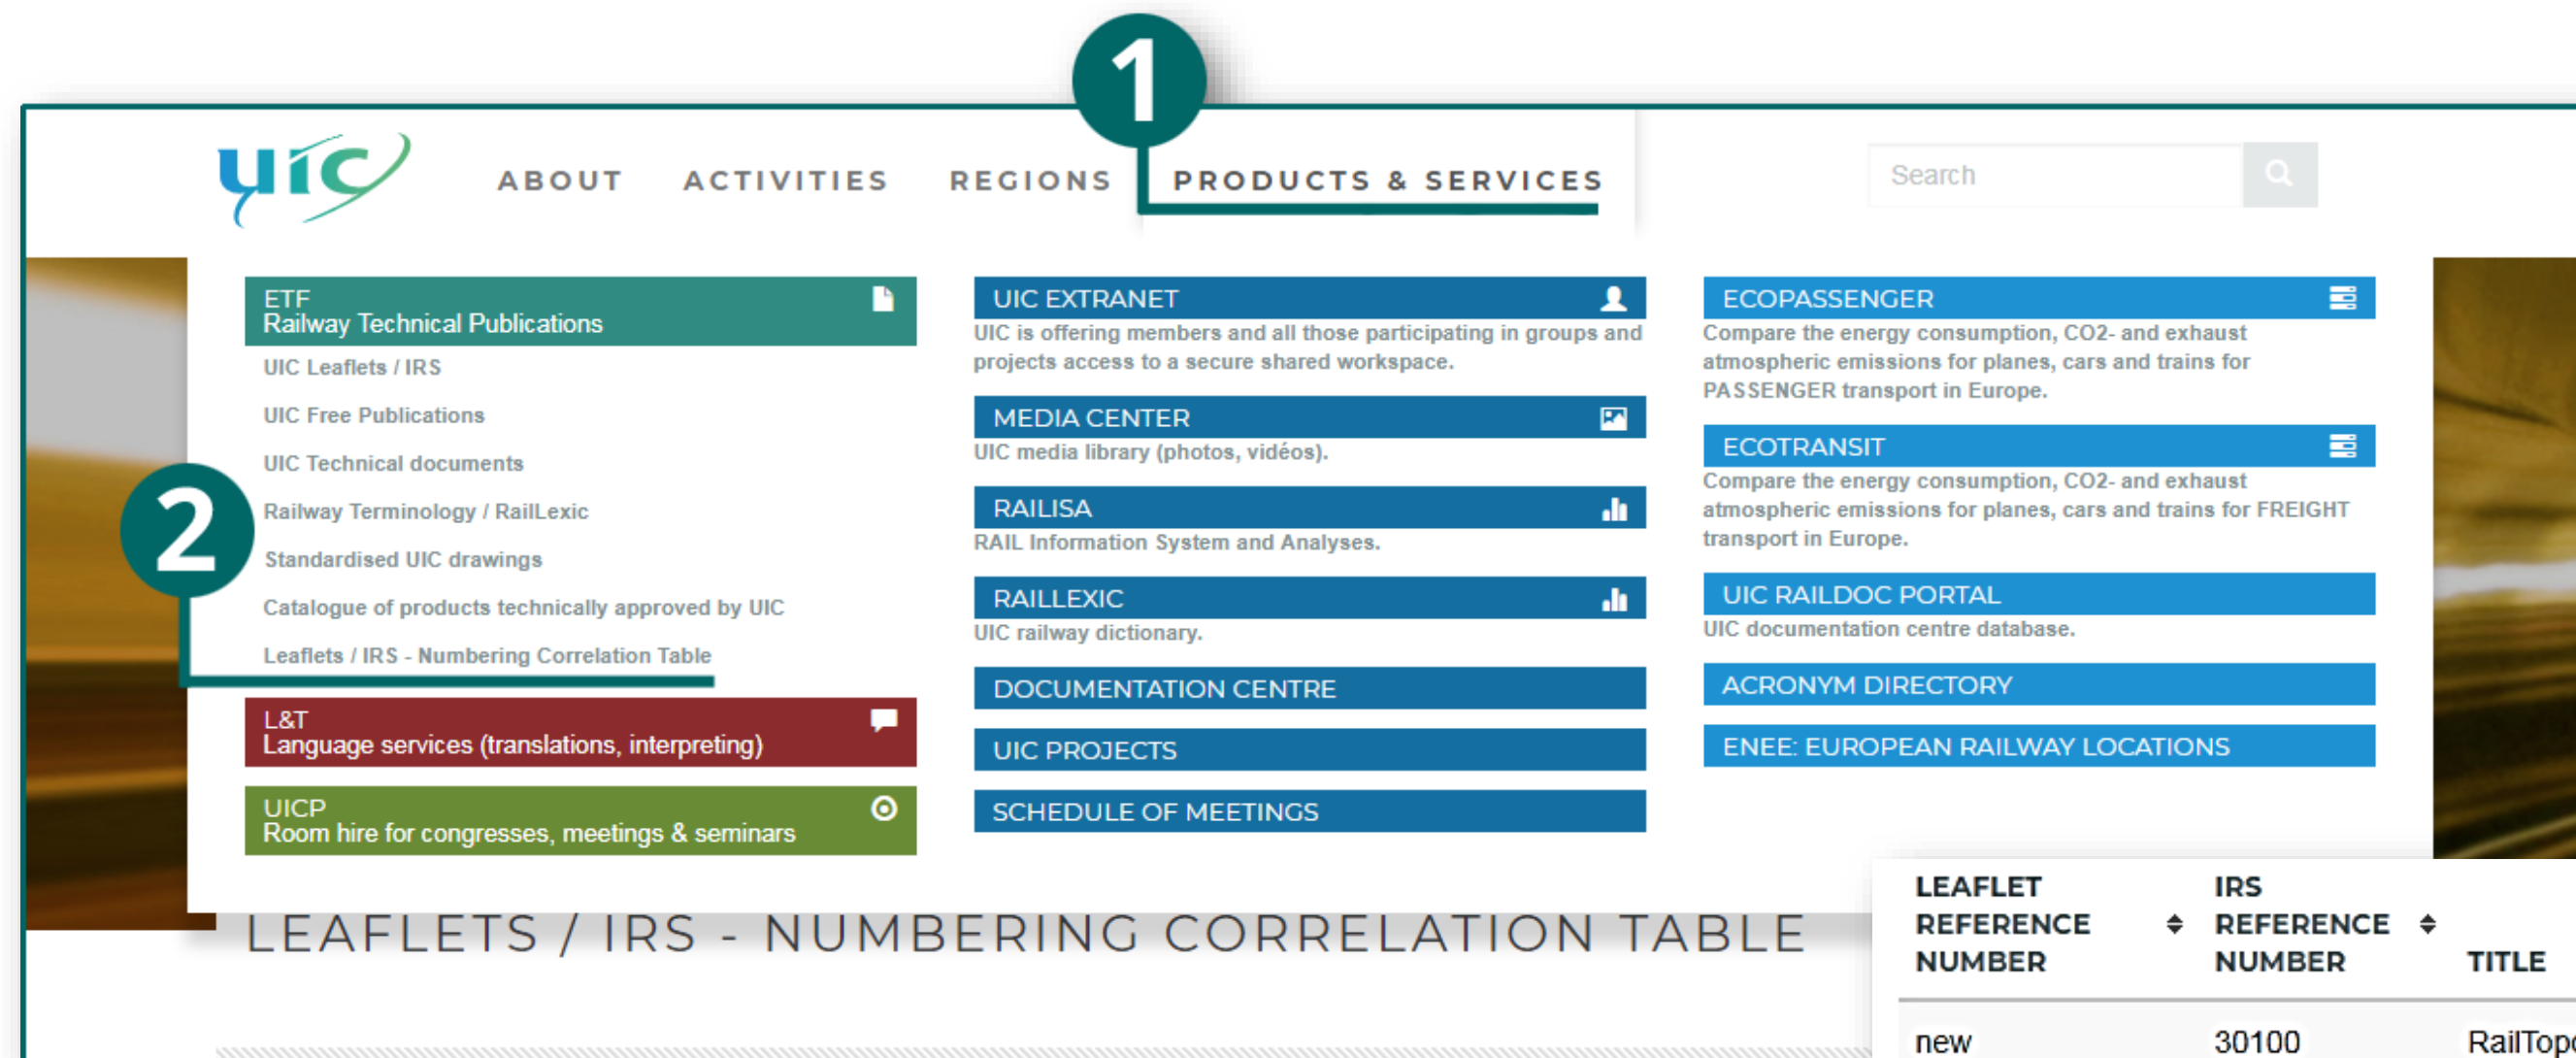 1
uic
ABOUT ACTIVITIES REGIONS PRODUCTS & SERVICES Search
ETF
Railway Technical Publications
UIC Leaflets / IRS
UIC Free Publications
UIC Technical documents
2
Railway Terminology / RailLexic
Standardised UIC drawings
Catalogue of products technically approved by UIC
Leaflets / IRS - Numbering Correlation Table
L&T
Language services (translations, interpreting)
UICP
Room hire for congresses, meetings & seminars
UIC EXTRANET
UIC is offering members and all those participating in groups and
projects access to a secure shared workspace.
MEDIA CENTER
UIC media library (photos, vidéos).
RAILISA
RAIL Information System and Analyses.
RAILLEXIC
UIC railway dictionary.
DOCUMENTATION CENTRE
UIC PROJECTS
SCHEDULE OF MEETINGS
ECOPASSENGER
Compare the energy consumption, CO2- and exhaust
atmospheric emissions for planes, cars and trains for
PASSENGER transport in Europe.
ECOTRANSIT
Compare the energy consumption, CO2- and exhaust
atmospheric emissions for planes, cars and trains for FREIGHT
transport in Europe.
UIC RAILDOC PORTAL
UIC documentation centre database.
ACRONYM DIRECTORY
ENEE: EUROPEAN RAILWAY LOCATIONS
LEAFLETS / IRS - NUMBERING CORRELATION TABLE
LEAFLET
REFERENCE
NUMBER
IRS
REFERENCE
NUMBER
TITLE
new 30100